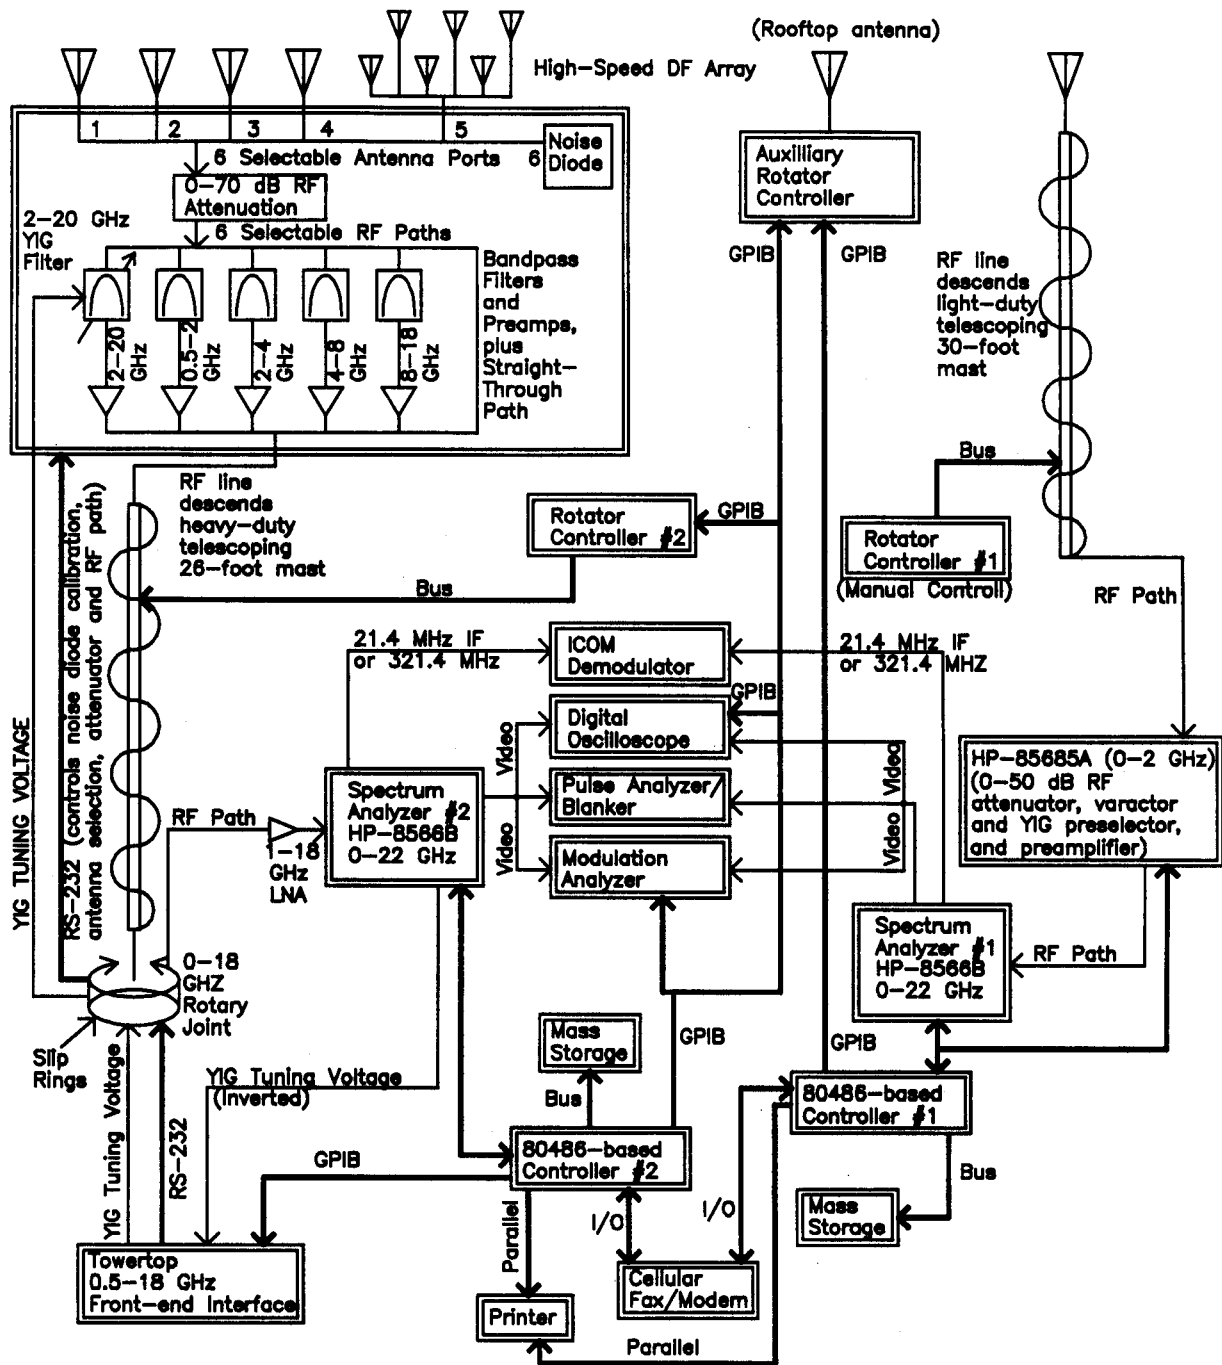 (Rooftop antenna)
High-Speed DF Array
1 2 3 4 5
6 Selectable Antenna Ports 6
Noise
Diode
0-70 dB RF
Attenuation
6 Selectable RF Paths
2-20 GHz
YIG
Filter
2-20
GHz
0.5-2
GHz
2-4
GHz
4-8
GHz
8-18
GHz
Bandpass
Filters
and
Preamps,
plus
Straight-
Through
Path
Auxilliary
Rotator
Controller
GPIB
GPIB
RF line
descends
light-duty
telescoping
30-foot
mast
RF line
descends
heavy-duty
telescoping
26-foot mast
Rotator
Controller #2
GPIB
Bus
Bus
Rotator
Controller #1
(Manual Controll)
RF Path
YIG TUNING VOLTAGE
RS-232 (controls noise diode calibration,
antenna selection, attenuator and RF path)
21.4 MHz IF
or 321.4 MHz
ICOM
Demodulator
21.4 MHz IF
or 321.4 MHZ
GPIB
Digital
Oscilloscope
Video
Video
Pulse Analyzer/
Blanker
Modulation
Analyzer
Video
Video
HP-85685A (0-2 GHz)
(0-50 dB RF
attenuator, varactor
and YIG preselector,
and preamplifier)
RF Path
1-18
GHz
LNA
Spectrum
Analyzer #2
HP-8566B
0-22 GHz
Spectrum
Analyzer #1
HP-8566B
0-22 GHz
RF Path
0-18
GHZ
Rotary
Joint
Slip
Rings
YIG Tuning Voltage
RS-232
YIG Tuning Voltage
(Inverted)
Mass
Storage
Bus
GPIB
GPIB
80486-based
Controller #1
80486-based
Controller #2
GPIB
Bus
Mass
Storage
I/O
I/O
Parallel
Towertop
0.5-18 GHz
Front-end Interface
Printer
Cellular
Fax/Modem
Parallel